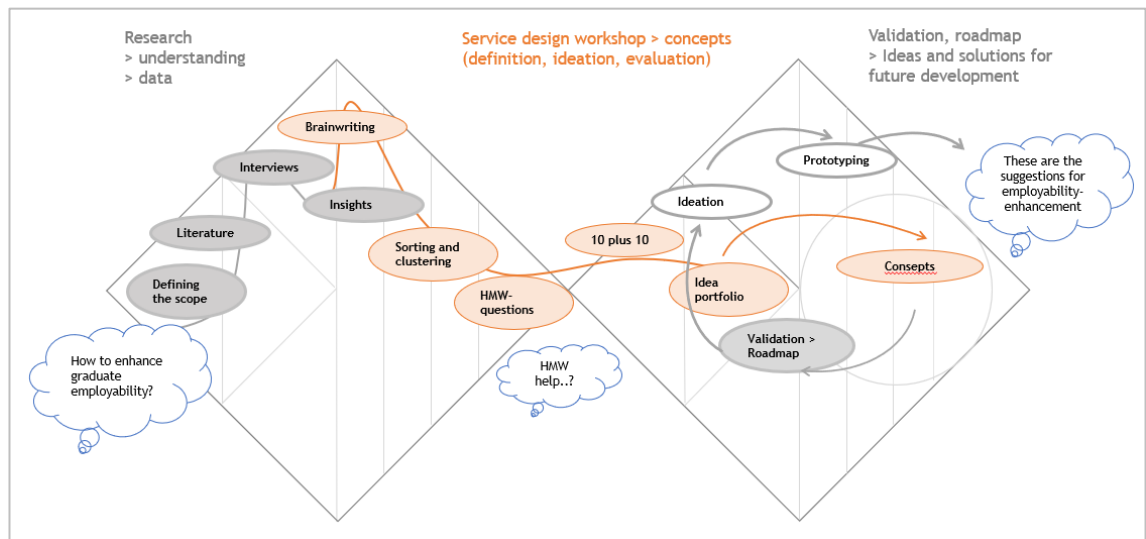 Research
> understanding
> data
Service design workshop > concepts
(definition, ideation, evaluation)
Validation, roadmap
> Ideas and solutions for
future development
Brainwriting
Interviews
Insights
Literature
Sorting and
clustering
Defining
the scope
HMW-
questions
How to enhance
graduate
employability?
HMW
help..?
10 plus 10
Idea
portfolio
Ideation
Prototyping
Consepts
Validation >
Roadmap
These are the
suggestions for
employability-
enhancement